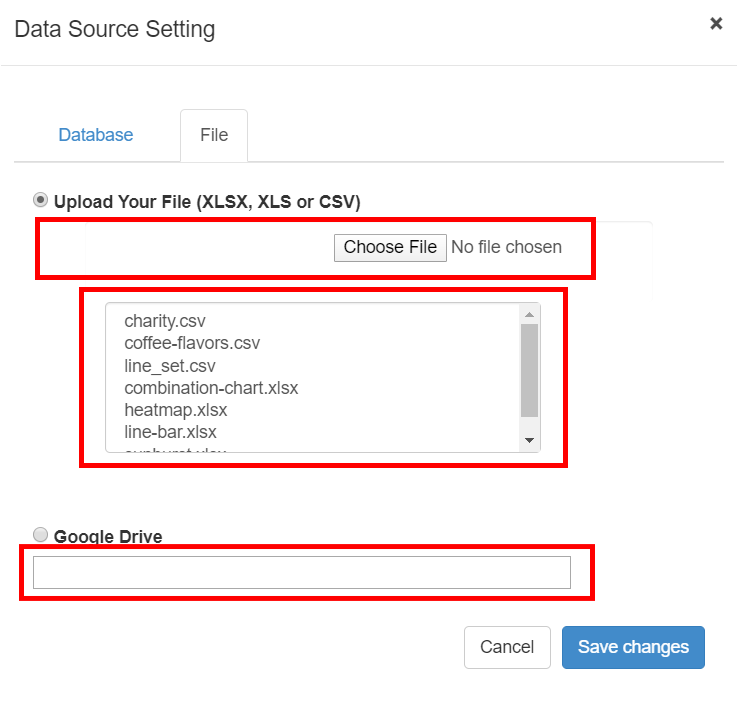 Data Source Setting
Database
File
Upload Your File (XLSX, XLS or CSV)
Choose File No file chosen
charity.csv
coffee-flavors.csv
line_set.csv
combination-chart.xlsx
heatmap.xlsx
line-bar.xlsx
Google Drive
Cancel
Save changes